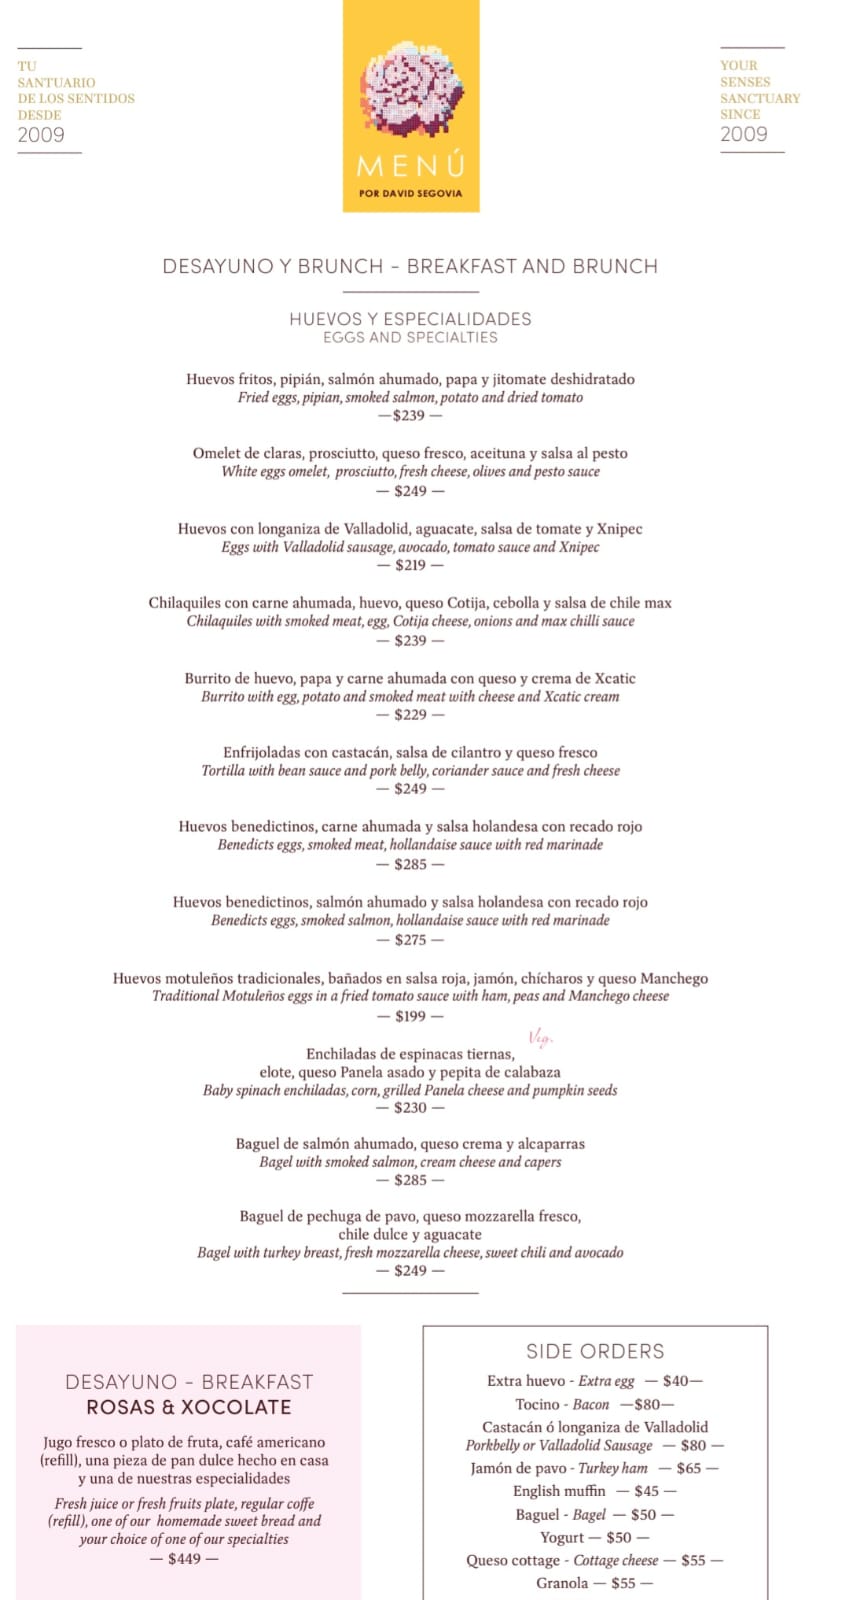 TU
SANTUARIO
DE LOS SENTIDOS
DESDE
2009
MENÚ
POR DAVID SEGOVIA
YOUR
SENSES
SANCTUARY
SINCE
2009
DESAYUNO Y BRUNCH - BREAKFAST AND BRUNCH
HUEVOS Y ESPECIALIDADES
EGGS AND SPECIALTIES
Huevos fritos, pipián, salmón ahumado, papa y jitomate deshidratado
Fried eggs, pipian, smoked salmon, potato and dried tomato
—$239 —
Omelet de claras, prosciutto, queso fresco, aceituna y salsa al pesto
White eggs omelet, prosciutto, fresh cheese, olives and pesto sauce
— $249 —
Huevos con longaniza de Valladolid, aguacate, salsa de tomate y Xnipec
Eggs with Valladolid sausage, avocado, tomato sauce and Xnipec
— $219 —
Chilaquiles con carne ahumada, huevo, queso Cotija, cebolla y salsa de chile max
Chilaquiles with smoked meat, egg, Cotija cheese, onions and max chilli sauce
— $239 —
Burrito de huevo, papa y carne ahumada con queso y crema de Xcatic
Burrito with egg, potato and smoked meat with cheese and Xcatic cream
— $229 —
Enfrijoladas con castacán, salsa de cilantro y queso fresco
Tortilla with bean sauce and pork belly, coriander sauce and fresh cheese
— $249 —
Huevos benedictinos, carne ahumada y salsa holandesa con recado rojo
Benedicts eggs, smoked meat, hollandaise sauce with red marinade
— $285 —
Huevos benedictinos, salmón ahumado y salsa holandesa con recado rojo
Benedicts eggs, smoked salmon, hollandaise sauce with red marinade
— $275 —
Huevos motuleños tradicionales, bañados en salsa roja, jamón, chícharos y queso Manchego
Traditional Motuleños eggs in a fried tomato sauce with ham, peas and Manchego cheese
— $199 —
Veg.
Enchiladas de espinacas tiernas,
elote, queso Panela asado y pepita de calabaza
Baby spinach enchiladas, corn, grilled Panela cheese and pumpkin seeds
— $230 —
Baguel de salmón ahumado, queso crema y alcaparras
Bagel with smoked salmon, cream cheese and capers
— $285 —
Baguel de pechuga de pavo, queso mozzarella fresco,
chile dulce y aguacate
Bagel with turkey breast, fresh mozzarella cheese, sweet chili and avocado
— $249 —
DESAYUNO - BREAKFAST
ROSAS & XOCOLATE
Jugo fresco o plato de fruta, café americano
(refill), una pieza de pan dulce hecho en casa
y una de nuestras especialidades
Fresh juice or fresh fruits plate, regular coffe
(refill), one of our homemade sweet bread and
your choice of one of our specialties
— $449 —
SIDE ORDERS
Extra huevo - Extra egg — $40—
Tocino - Bacon —$80—
Castacán ó longaniza de Valladolid
Porkbelly or Valladolid Sausage — $80 —
Jamón de pavo - Turkey ham — $65 —
English muffin — $45 —
Baguel - Bagel — $50 —
Yogurt — $50 —
Queso cottage - Cottage cheese — $55 —
Granola — $55 —